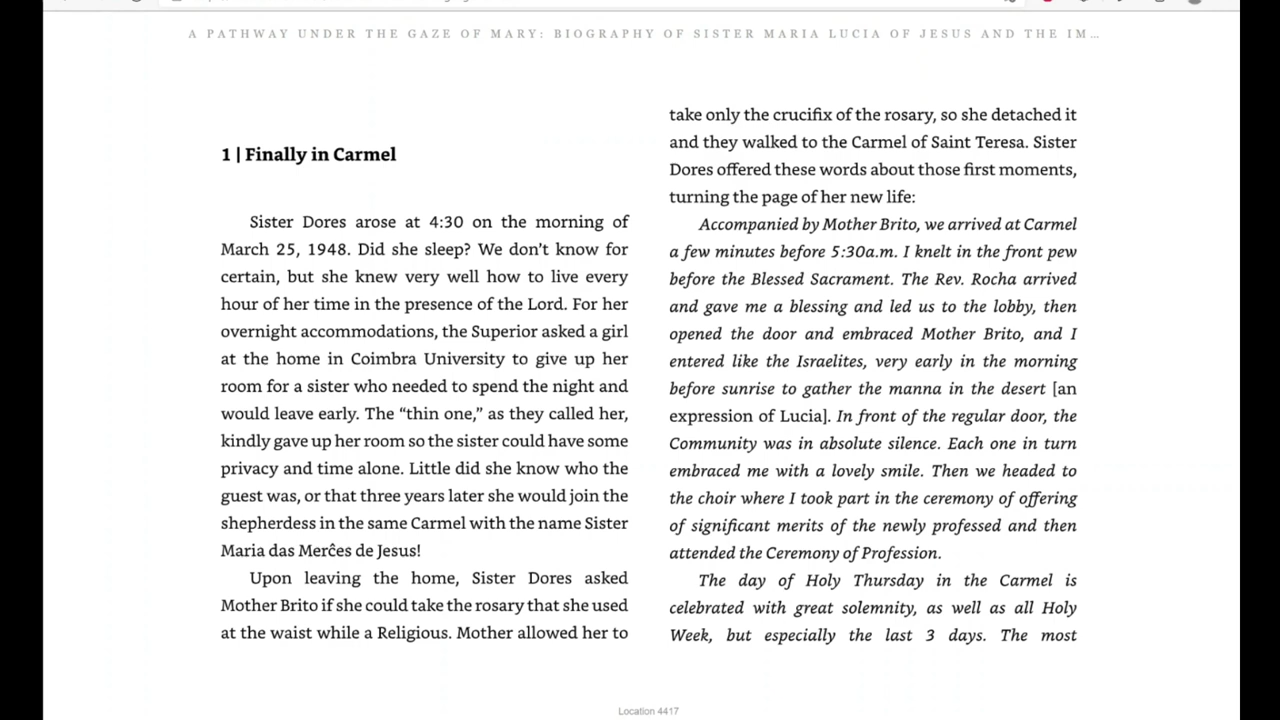 A PATHWAY UNDER THE GAZE OF MARY: BIOGRAPHY OF SISTER MARIA LUCIA OF JESUS AND THE IM…
1 | Finally in Carmel
Sister Dores arose at 4:30 on the morning of
March 25, 1948. Did she sleep? We don’t know for
certain, but she knew very well how to live every
hour of her time in the presence of the Lord. For her
overnight accommodations, the Superior asked a girl
at the home in Coimbra University to give up her
room for a sister who needed to spend the night and
would leave early. The “thin one,” as they called her,
kindly gave up her room so the sister could have some
privacy and time alone. Little did she know who the
guest was, or that three years later she would join the
shepherdess in the same Carmel with the name Sister
Maria das Merĉes de Jesus!
Upon leaving the home, Sister Dores asked
Mother Brito if she could take the rosary that she used
at the waist while a Religious. Mother allowed her to
take only the crucifix of the rosary, so she detached it
and they walked to the Carmel of Saint Teresa. Sister
Dores offered these words about those first moments,
turning the page of her new life:
Accompanied by Mother Brito, we arrived at Carmel
a few minutes before 5:30a.m. I knelt in the front pew
before the Blessed Sacrament. The Rev. Rocha arrived
and gave me a blessing and led us to the lobby, then
opened the door and embraced Mother Brito, and I
entered like the Israelites, very early in the morning
before sunrise to gather the manna in the desert [an
expression of Lucia]. In front of the regular door, the
Community was in absolute silence. Each one in turn
embraced me with a lovely smile. Then we headed to
the choir where I took part in the ceremony of offering
of significant merits of the newly professed and then
attended the Ceremony of Profession.
The day of Holy Thursday in the Carmel is
celebrated with great solemnity, as well as all Holy
Week, but especially the last 3 days. The most
Location 4417